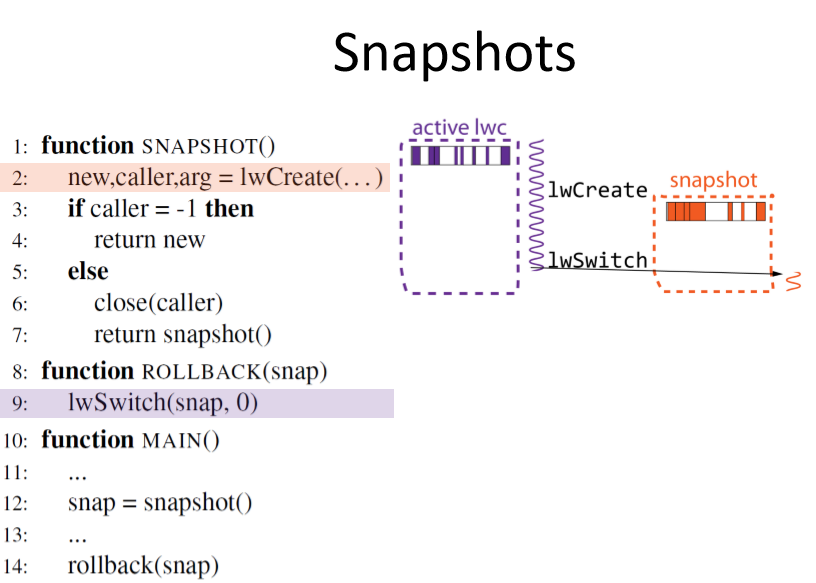 Snapshots
1: function SNAPSHOT()
2: new,caller,arg = lwCreate(...)
3: if caller = -1 then
4: return new
5: else
6: close(caller)
7: return snapshot()
8: function ROLLBACK(snap)
9: lwSwitch(snap, 0)
10: function MAIN()
11: ...
12: snap = snapshot()
13: ...
14: rollback(snap)
active lwc
lwCreate
snapshot
lwSwitch